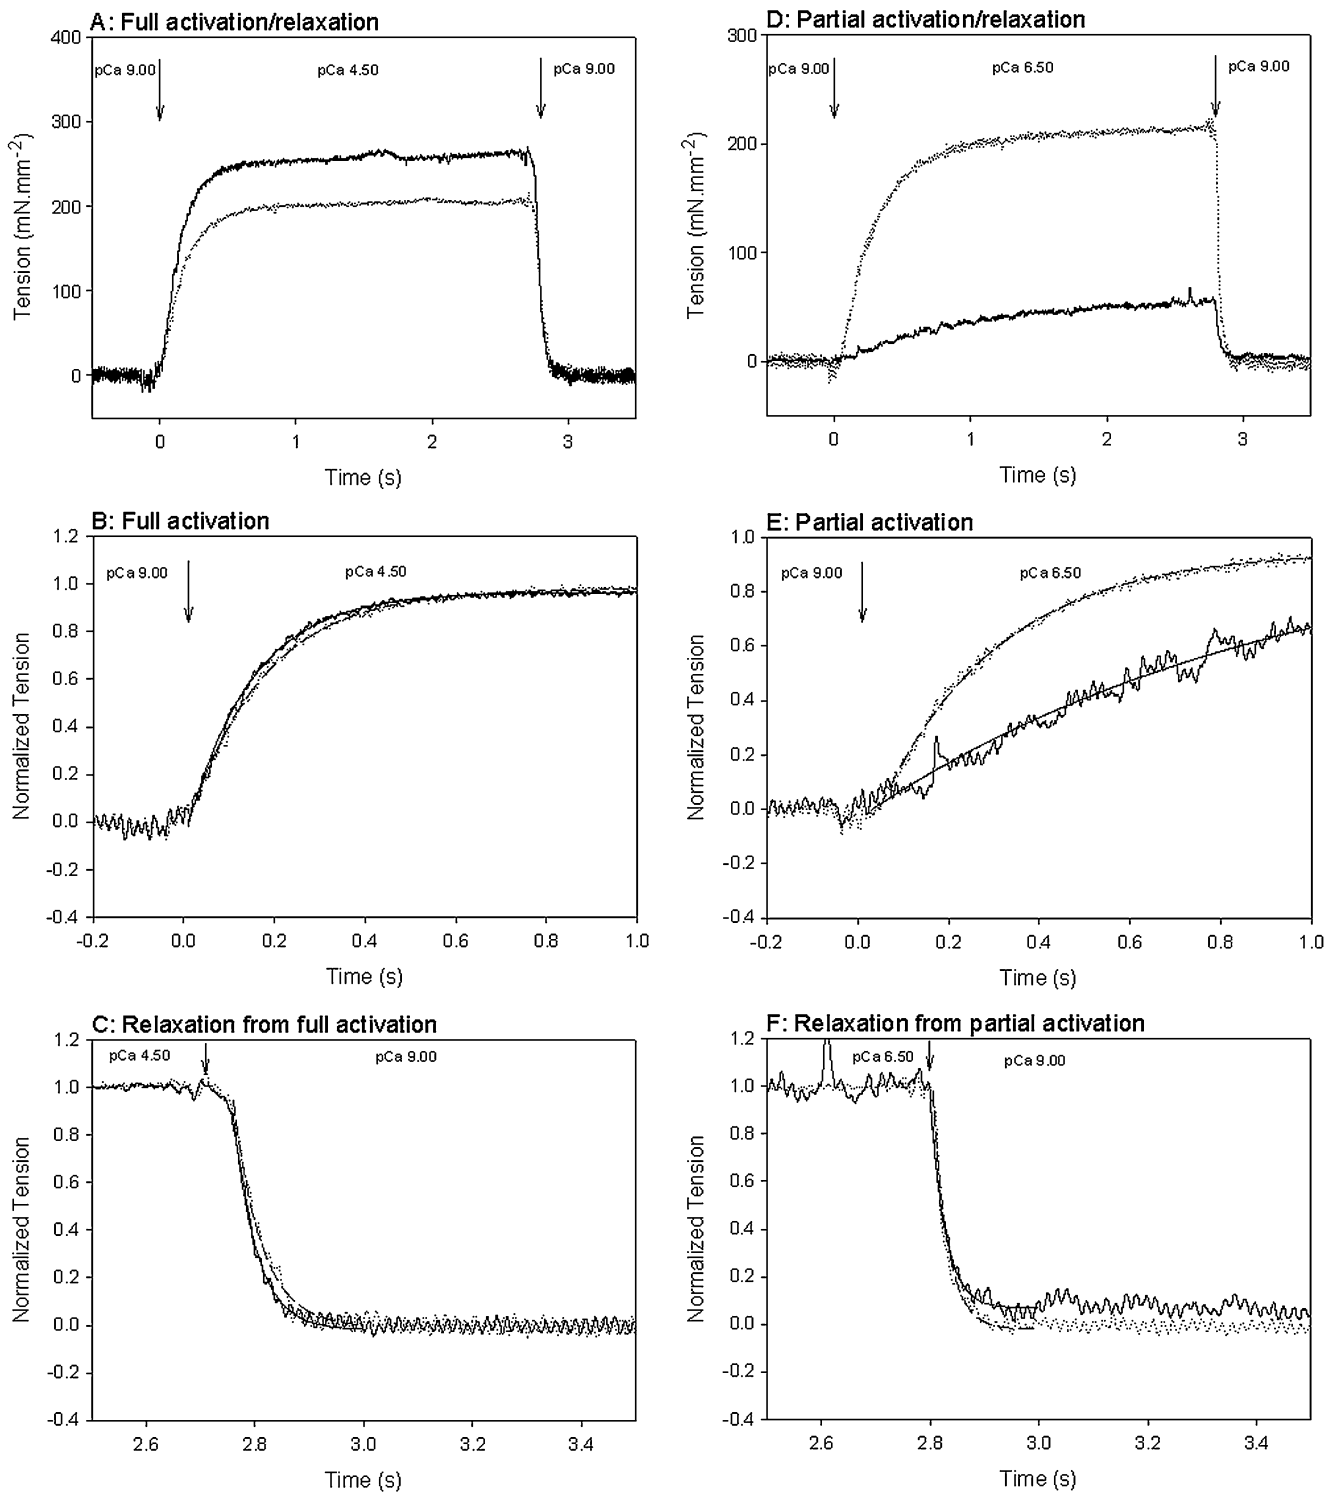 A: Full activation/relaxation
400
300
200
100
0
pCa 9.00
pCa 4.50
pCa 9.00
Tension (mN.mm-2)
0
1
2
3
Time (s)
D: Partial activation/relaxation
300
200
100
0
pCa 9.00
pCa 6.50
pCa 9.00
Tension (mN.mm-2)
0
1
2
3
Time (s)
B: Full activation
1.2
1.0
0.8
0.6
0.4
0.2
0.0
-0.2
-0.4
pCa 9.00
pCa 4.50
Normalized Tension
-0.2
0.0
0.2
0.4
0.6
0.8
1.0
Time (s)
E: Partial activation
1.0
0.8
0.6
0.4
0.2
0.0
-0.2
-0.4
pCa 9.00
pCa 6.50
Normalized Tension
-0.2
0.0
0.2
0.4
0.6
0.8
1.0
Time (s)
C: Relaxation from full activation
1.2
1.0
0.8
0.6
0.4
0.2
0.0
-0.2
-0.4
pCa 4.50
pCa 9.00
Normalized Tension
2.6
2.8
3.0
3.2
3.4
Time (s)
F: Relaxation from partial activation
1.2
1.0
0.8
0.6
0.4
0.2
0.0
-0.2
-0.4
pCa 6.50
pCa 9.00
Normalized Tension
2.6
2.8
3.0
3.2
3.4
Time (s)